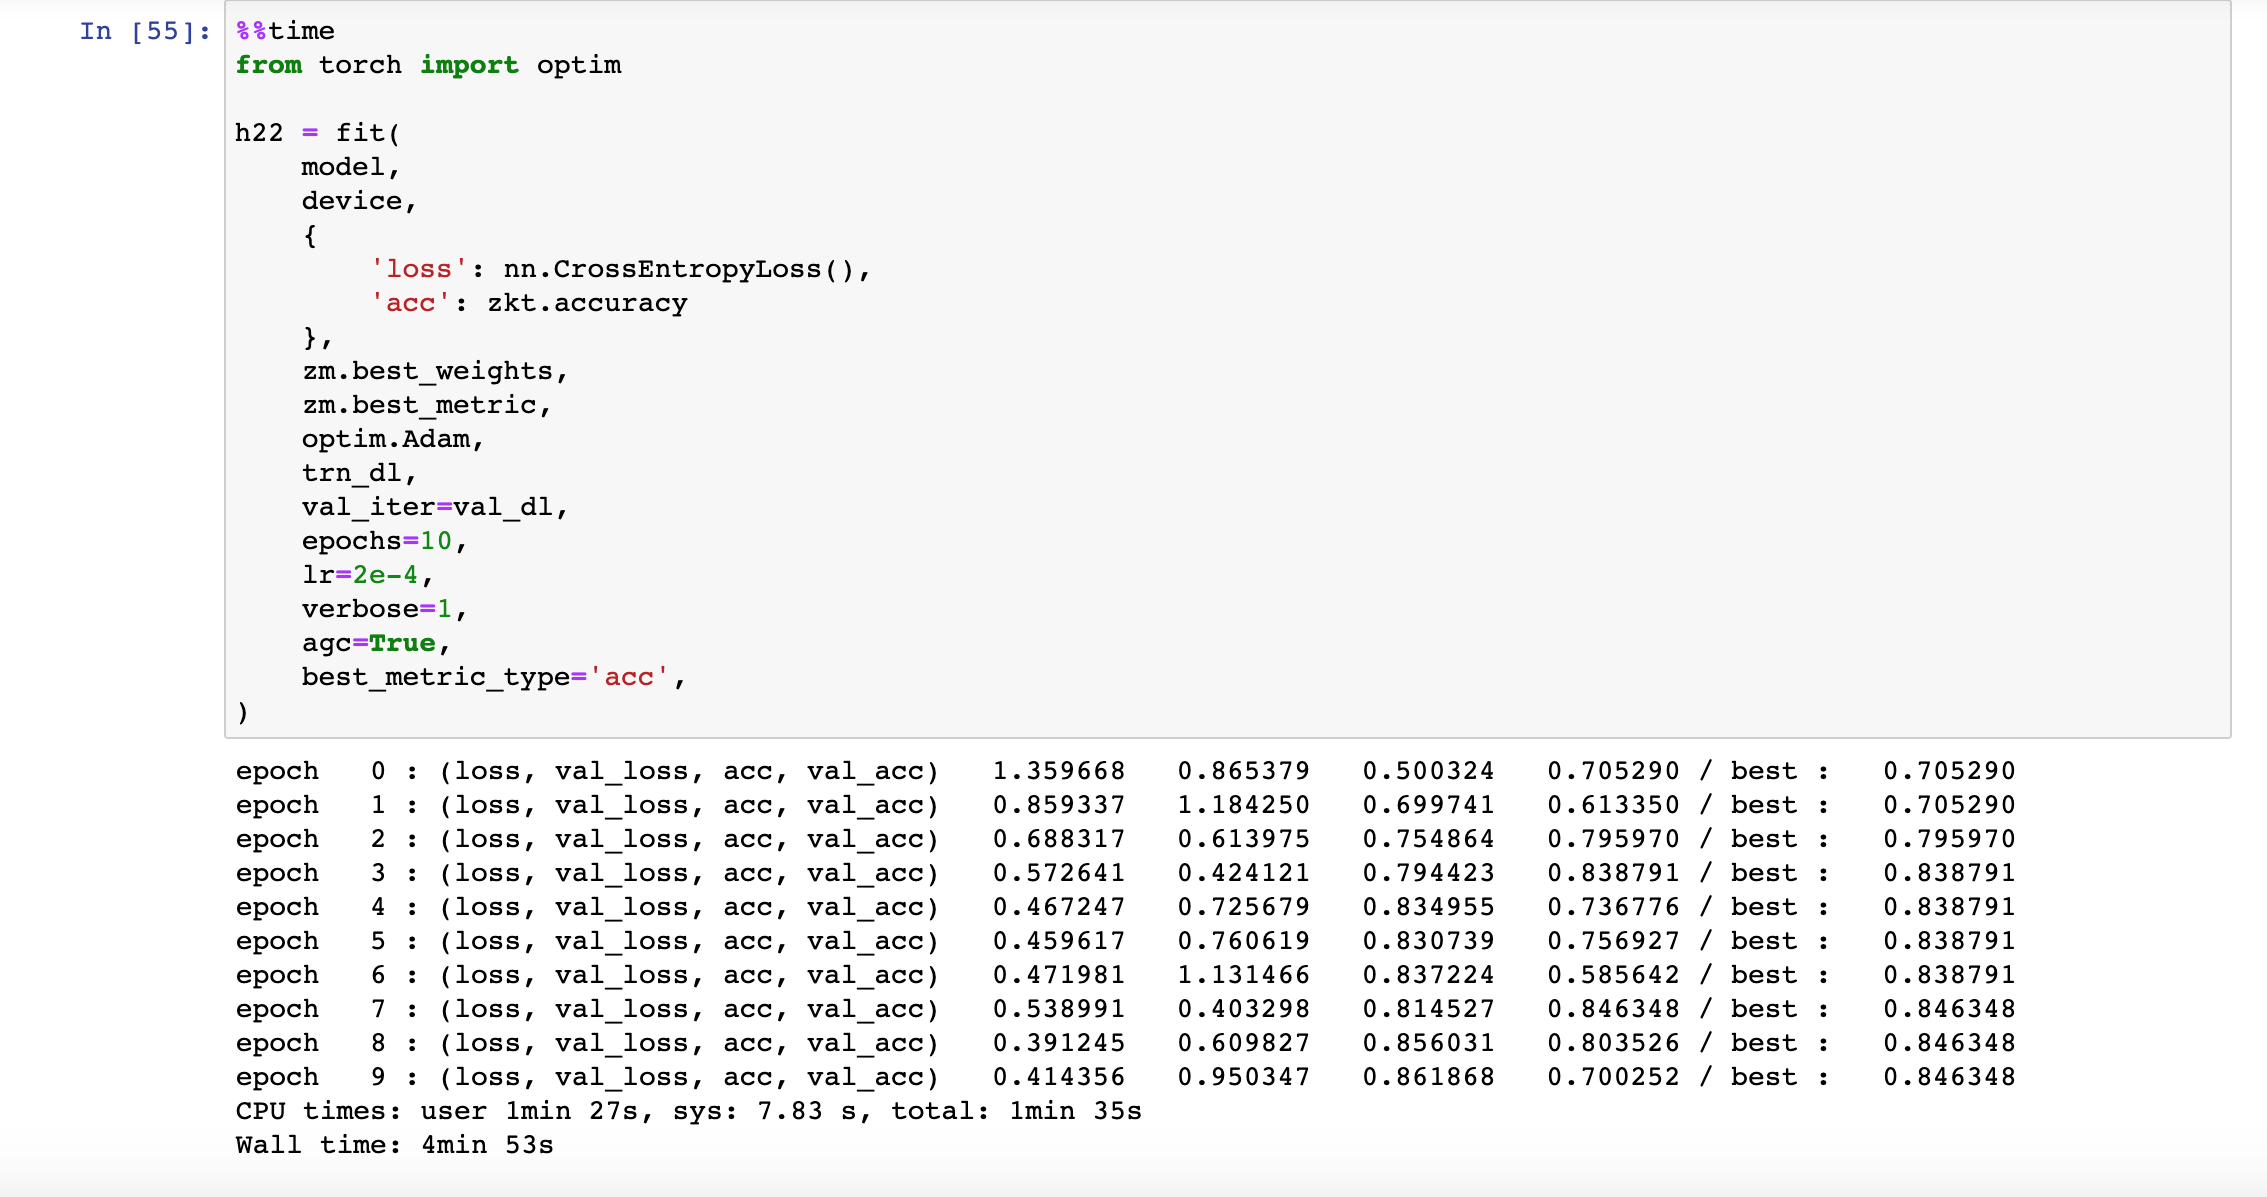 In [55]: %%time
from torch import optim
h22 = fit(
    model,
    device,
    {
        'loss': nn.CrossEntropyLoss(),
        'acc': zkt.accuracy
    },
    zm.best_weights,
    zm.best_metric,
    optim.Adam,
    trn_dl,
    val_iter=val_dl,
    epochs=10,
    lr=2e-4,
    verbose=1,
    agc=True,
    best_metric_type='acc',
)
epoch   0 : (loss, val_loss, acc, val_acc)   1.359668   0.865379   0.500324   0.705290 / best :   0.705290
epoch   1 : (loss, val_loss, acc, val_acc)   0.859337   1.184250   0.699741   0.613350 / best :   0.705290
epoch   2 : (loss, val_loss, acc, val_acc)   0.688317   0.613975   0.754864   0.795970 / best :   0.795970
epoch   3 : (loss, val_loss, acc, val_acc)   0.572641   0.424121   0.794423   0.838791 / best :   0.838791
epoch   4 : (loss, val_loss, acc, val_acc)   0.467247   0.725679   0.834955   0.736776 / best :   0.838791
epoch   5 : (loss, val_loss, acc, val_acc)   0.459617   0.760619   0.830739   0.756927 / best :   0.838791
epoch   6 : (loss, val_loss, acc, val_acc)   0.471981   1.131466   0.837224   0.585642 / best :   0.838791
epoch   7 : (loss, val_loss, acc, val_acc)   0.538991   0.403298   0.814527   0.846348 / best :   0.846348
epoch   8 : (loss, val_loss, acc, val_acc)   0.391245   0.609827   0.856031   0.803526 / best :   0.846348
epoch   9 : (loss, val_loss, acc, val_acc)   0.414356   0.950347   0.861868   0.700252 / best :   0.846348
CPU times: user 1min 27s, sys: 7.83 s, total: 1min 35s
Wall time: 4min 53s